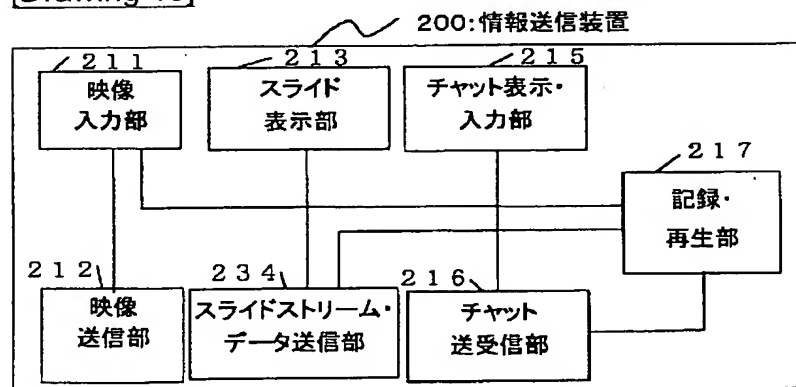 200:情報送信装置
211
213
215
映像
入力部
スライド
表示部
チャット表示・
入力部
217
記録・
再生部
212
234
216
映像
送信部
スライドストリーム・
データ送信部
チャット
送受信部